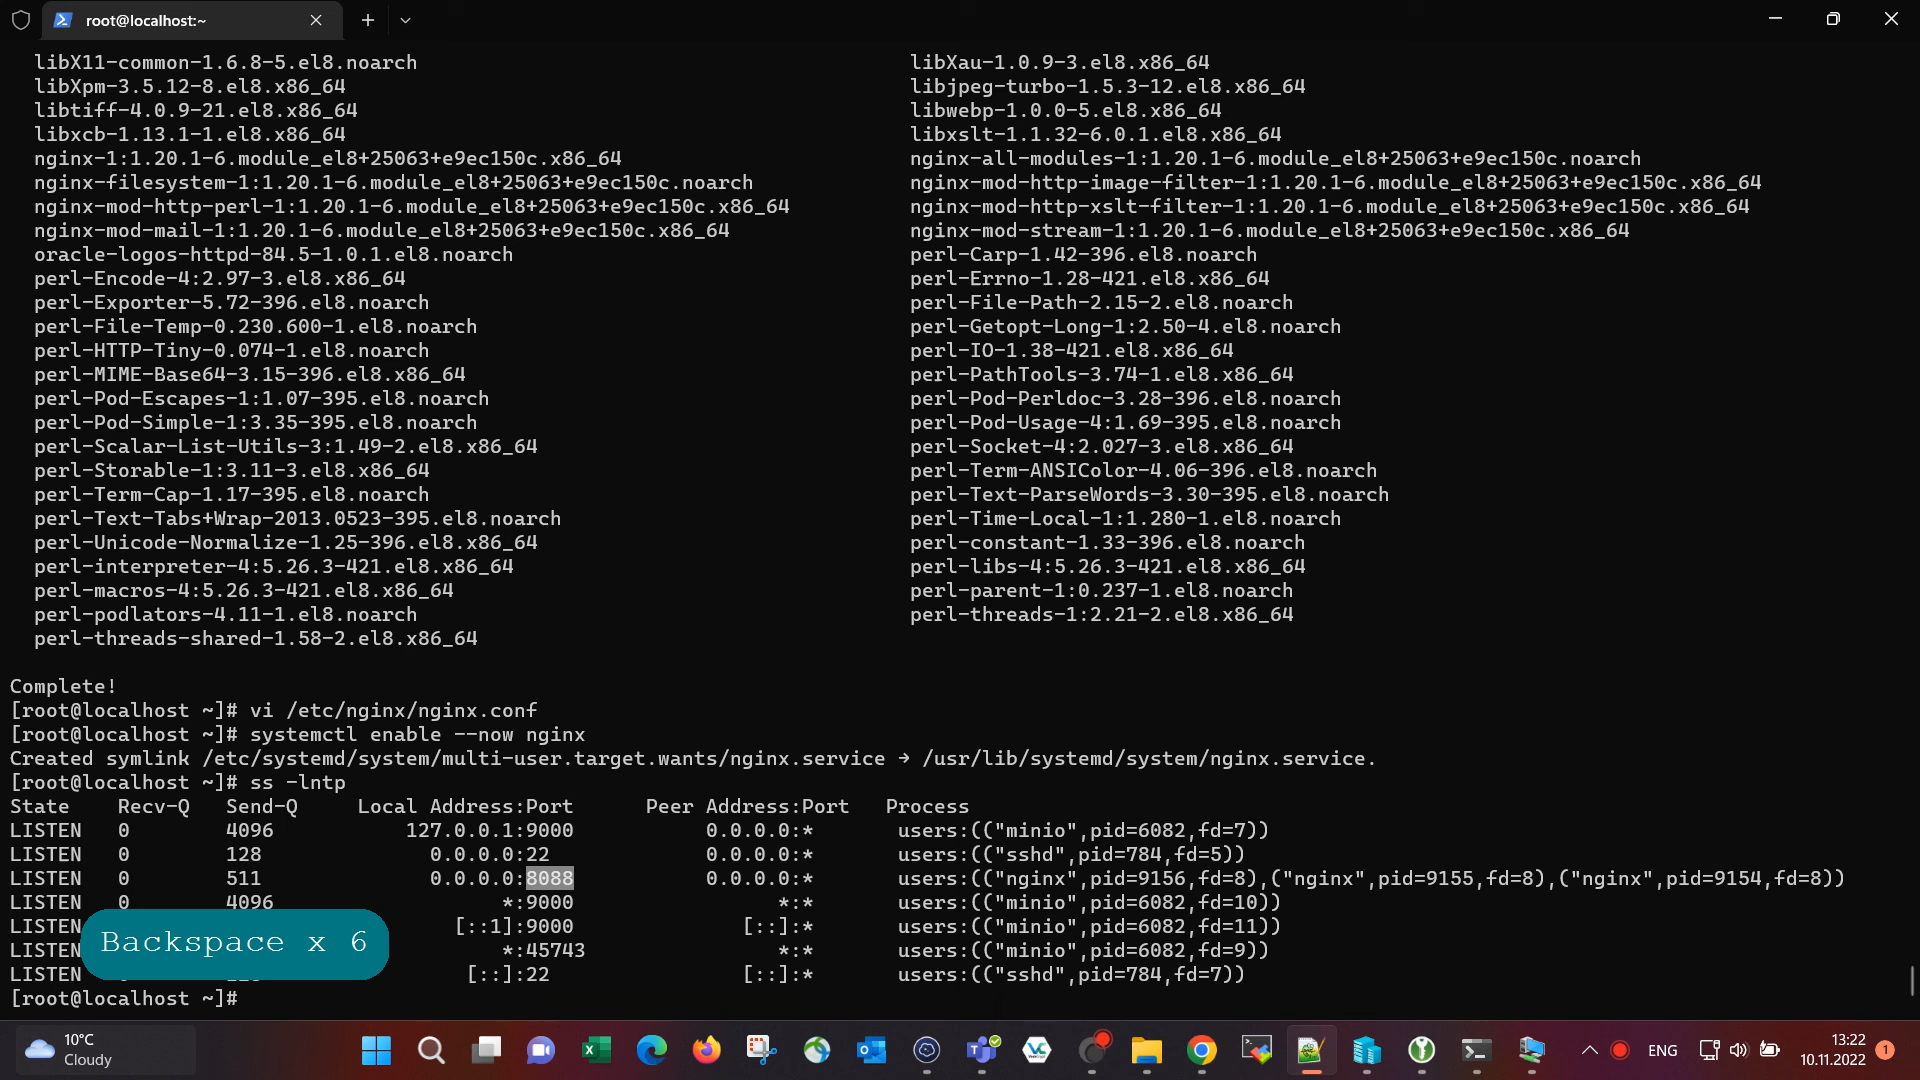 root@localhost:~
libX11-common-1.6.8-5.el8.noarch libXau-1.0.9-3.el8.x86_64
libXpm-3.5.12-8.el8.x86_64 libjpeg-turbo-1.5.3-12.el8.x86_64
libtiff-4.0.9-21.el8.x86_64 libwebp-1.0.0-5.el8.x86_64
libxcb-1.13.1-1.el8.x86_64 libxslt-1.1.32-6.0.1.el8.x86_64
nginx-1:1.20.1-6.module_el8+25063+e9ec150c.x86_64 nginx-all-modules-1:1.20.1-6.module_el8+25063+e9ec150c.noarch
nginx-filesystem-1:1.20.1-6.module_el8+25063+e9ec150c.noarch nginx-mod-http-image-filter-1:1.20.1-6.module_el8+25063+e9ec150c.x86_64
nginx-mod-http-perl-1:1.20.1-6.module_el8+25063+e9ec150c.x86_64 nginx-mod-http-xslt-filter-1:1.20.1-6.module_el8+25063+e9ec150c.x86_64
nginx-mod-mail-1:1.20.1-6.module_el8+25063+e9ec150c.x86_64 nginx-mod-stream-1:1.20.1-6.module_el8+25063+e9ec150c.x86_64
oracle-logos-httpd-84.5-1.0.1.el8.noarch perl-Carp-1.42-396.el8.noarch
perl-Encode-4:2.97-3.el8.x86_64 perl-Errno-1.28-421.el8.x86_64
perl-Exporter-5.72-396.el8.noarch perl-File-Path-2.15-2.el8.noarch
perl-File-Temp-0.230.600-1.el8.noarch perl-Getopt-Long-1:2.50-4.el8.noarch
perl-HTTP-Tiny-0.074-1.el8.noarch perl-IO-1.38-421.el8.x86_64
perl-MIME-Base64-3.15-396.el8.x86_64 perl-PathTools-3.74-1.el8.x86_64
perl-Pod-Escapes-1:1.07-395.el8.noarch perl-Pod-Perldoc-3.28-396.el8.noarch
perl-Pod-Simple-1:3.35-395.el8.noarch perl-Pod-Usage-4:1.69-395.el8.noarch
perl-Scalar-List-Utils-3:1.49-2.el8.x86_64 perl-Socket-4:2.027-3.el8.x86_64
perl-Storable-1:3.11-3.el8.x86_64 perl-Term-ANSIColor-4.06-396.el8.noarch
perl-Term-Cap-1.17-395.el8.noarch perl-Text-ParseWords-3.30-395.el8.noarch
perl-Text-Tabs+Wrap-2013.0523-395.el8.noarch perl-Time-Local-1:1.280-1.el8.noarch
perl-Unicode-Normalize-1.25-396.el8.x86_64 perl-constant-1.33-396.el8.noarch
perl-interpreter-4:5.26.3-421.el8.x86_64 perl-libs-4:5.26.3-421.el8.x86_64
perl-macros-4:5.26.3-421.el8.x86_64 perl-parent-1:0.237-1.el8.noarch
perl-podlators-4.11-1.el8.noarch perl-threads-1:2.21-2.el8.x86_64
perl-threads-shared-1.58-2.el8.x86_64
Complete!
[root@localhost ~]# vi /etc/nginx/nginx.conf
[root@localhost ~]# systemctl enable --now nginx
Created symlink /etc/systemd/system/multi-user.target.wants/nginx.service → /usr/lib/systemd/system/nginx.service.
[root@localhost ~]# ss -lntp
State Recv-Q Send-Q Local Address:Port Peer Address:Port Process
LISTEN 0 4096 127.0.0.1:9000 0.0.0.0:* users:(("minio",pid=6082,fd=7))
LISTEN 0 128 0.0.0.0:22 0.0.0.0:* users:(("sshd",pid=784,fd=5))
LISTEN 0 511 0.0.0.0:8088 0.0.0.0:* users:(("nginx",pid=9156,fd=8),("nginx",pid=9155,fd=8),("nginx",pid=9154,fd=8))
LISTEN 0 4096 *:9000 *:* users:(("minio",pid=6082,fd=10))
LISTEN [::1]:9000 [::]:* users:(("minio",pid=6082,fd=11))
LISTEN *:45743 *:* users:(("minio",pid=6082,fd=9))
LISTEN [::]:22 [::]:* users:(("sshd",pid=784,fd=7))
[root@localhost ~]#
Backspace x 6
10°C
Cloudy
ENG
13:22
10.11.2022
1